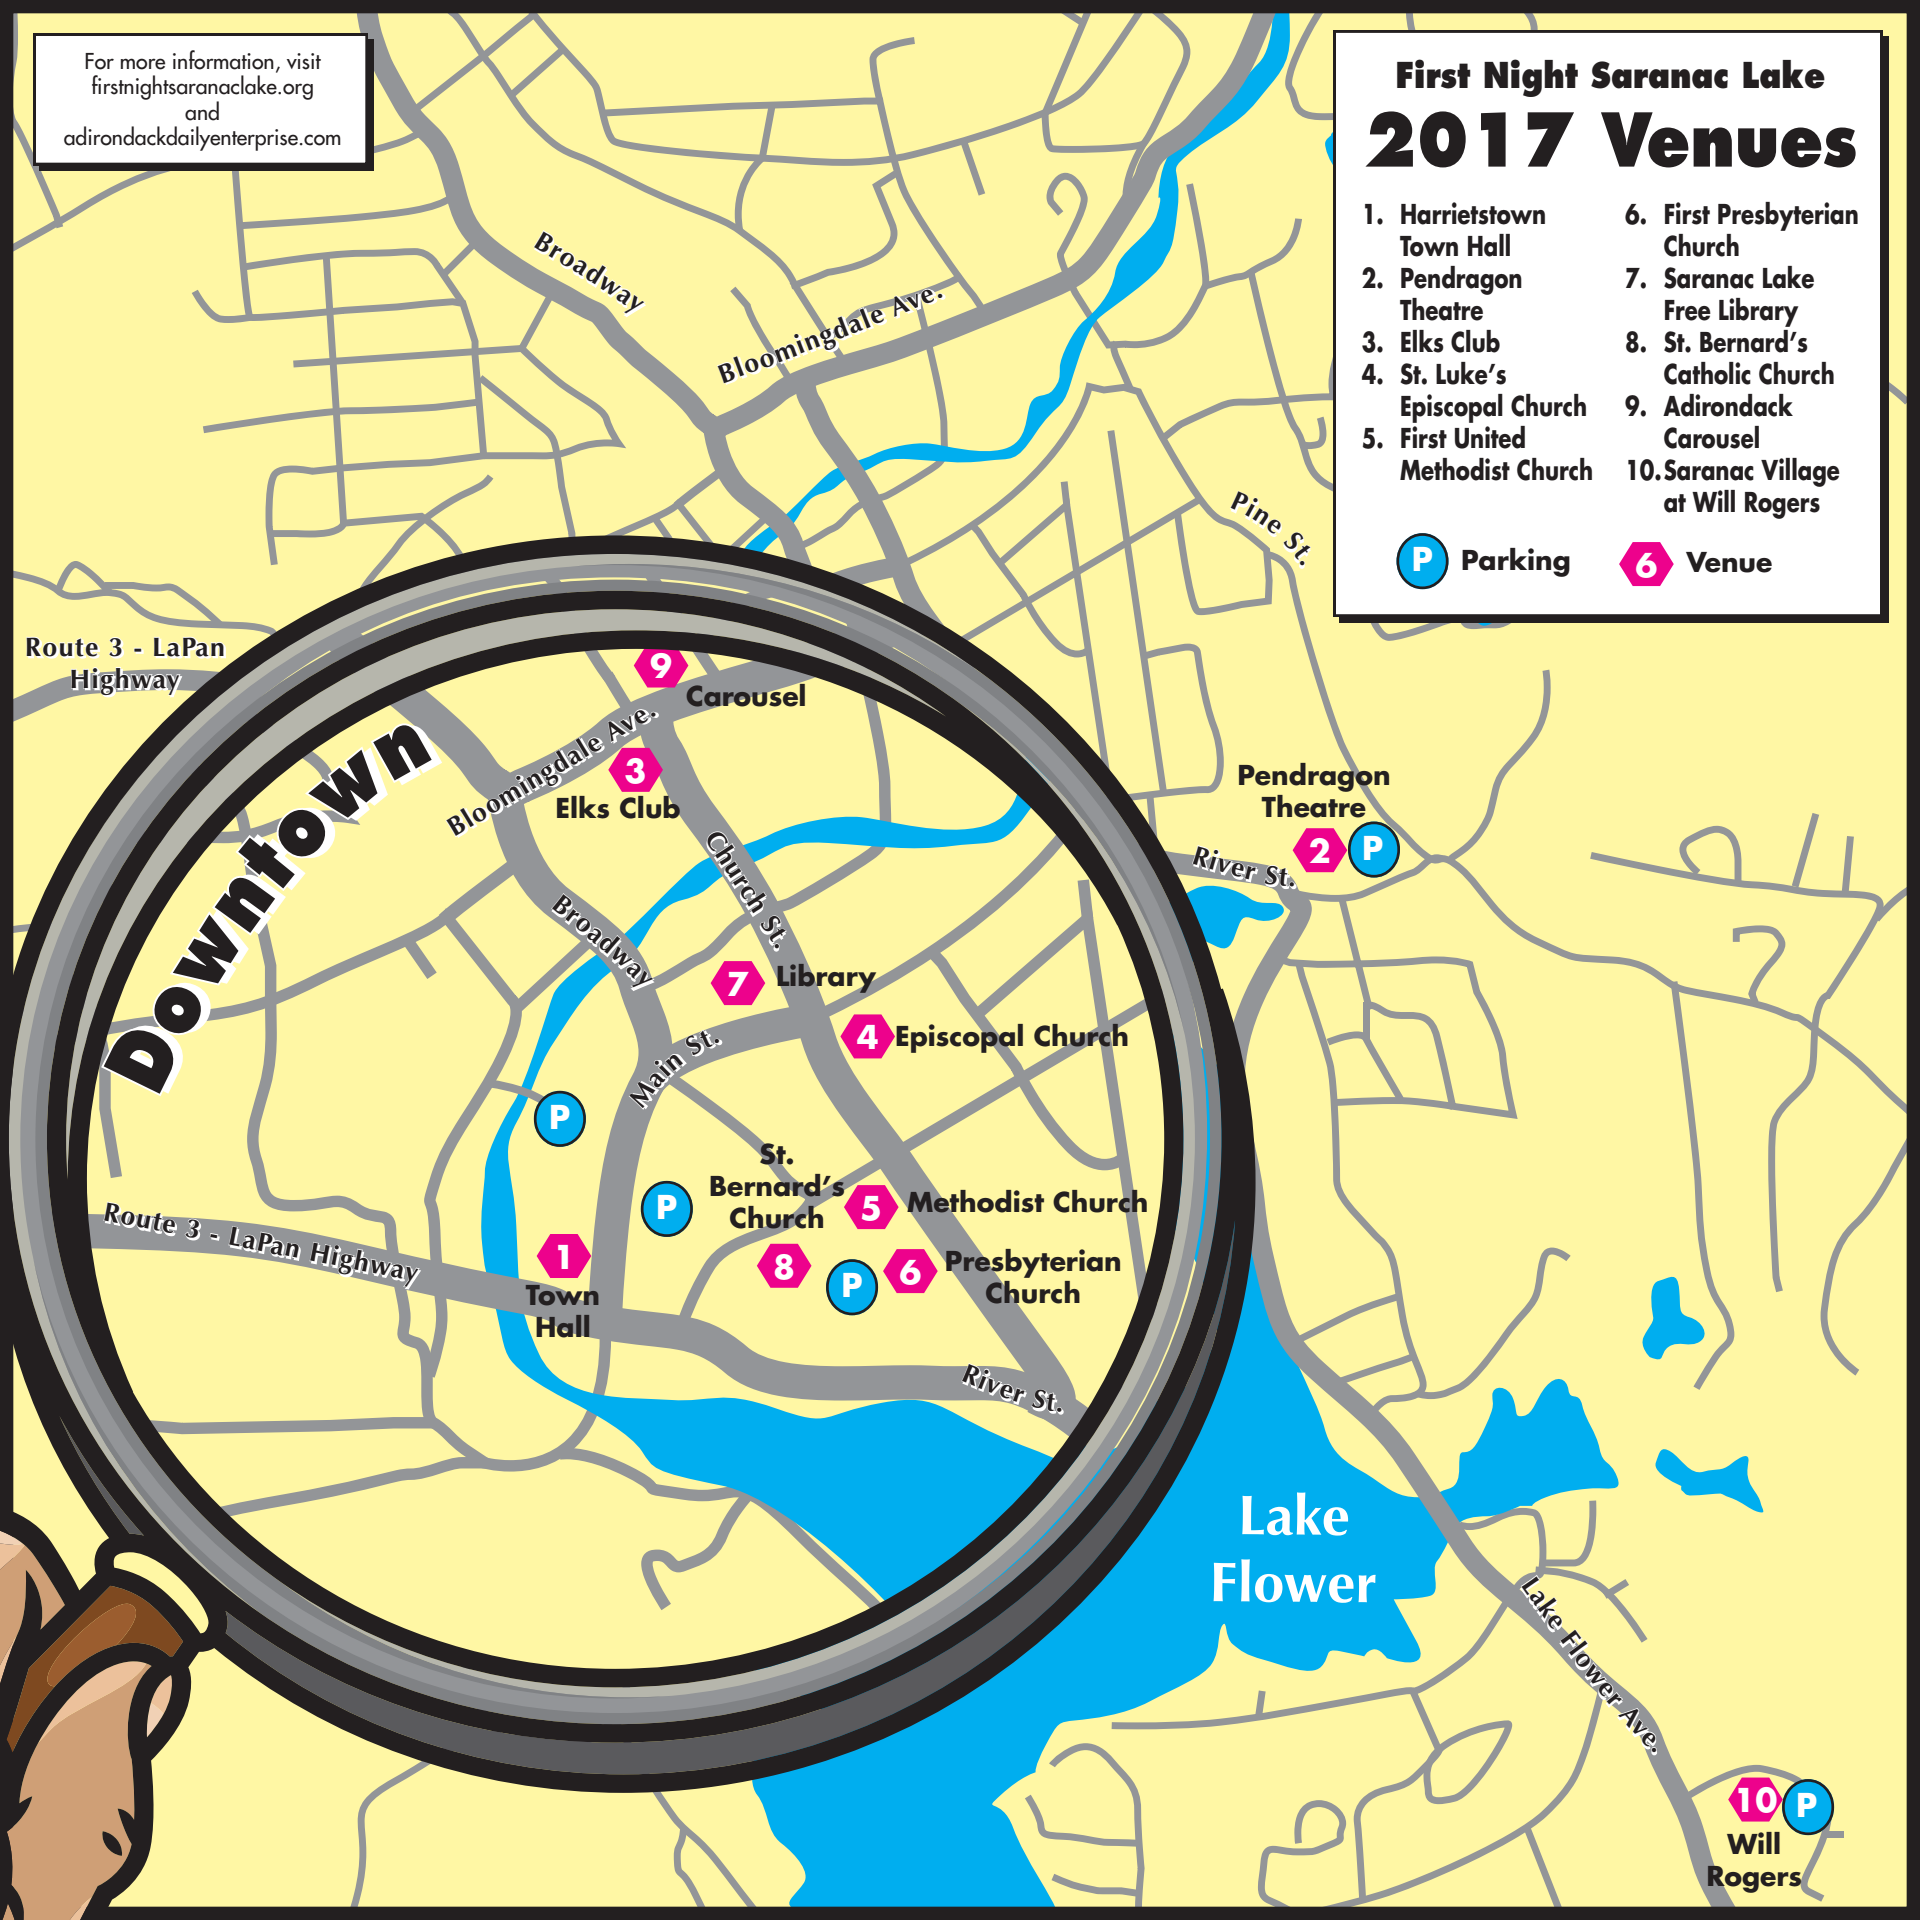 For more information, visit
firstnightsaranaclake.org
and
adirondackdailyenterprise.com
First Night Saranac Lake
2017 Venues
1. Harrietstown
Town Hall
2. Pendragon
Theatre
3. Elks Club
4. St. Luke's
Episcopal Church
5. First United
Methodist Church
6. First Presbyterian
Church
7. Saranac Lake
Free Library
8. St. Bernard's
Catholic Church
9. Adirondack
Carousel
10. Saranac Village
at Will Rogers
P Parking
6 Venue
Broadway
Bloomingdale Ave.
Pine St.
Route 3 - LaPan
Highway
Downtown
9
Carousel
Bloomingdale Ave.
3
Elks Club
Church St.
Broadway
7 Library
Main St.
4 Episcopal Church
P
St.
Bernard's
Church
P
5 Methodist Church
Route 3 - LaPan Highway
1
Town
Hall
8
P
6
Presbyterian
Church
River St.
Pendragon
Theatre
2 P
River St.
Lake
Flower
Lake Flower Ave.
10 P
Will
Rogers